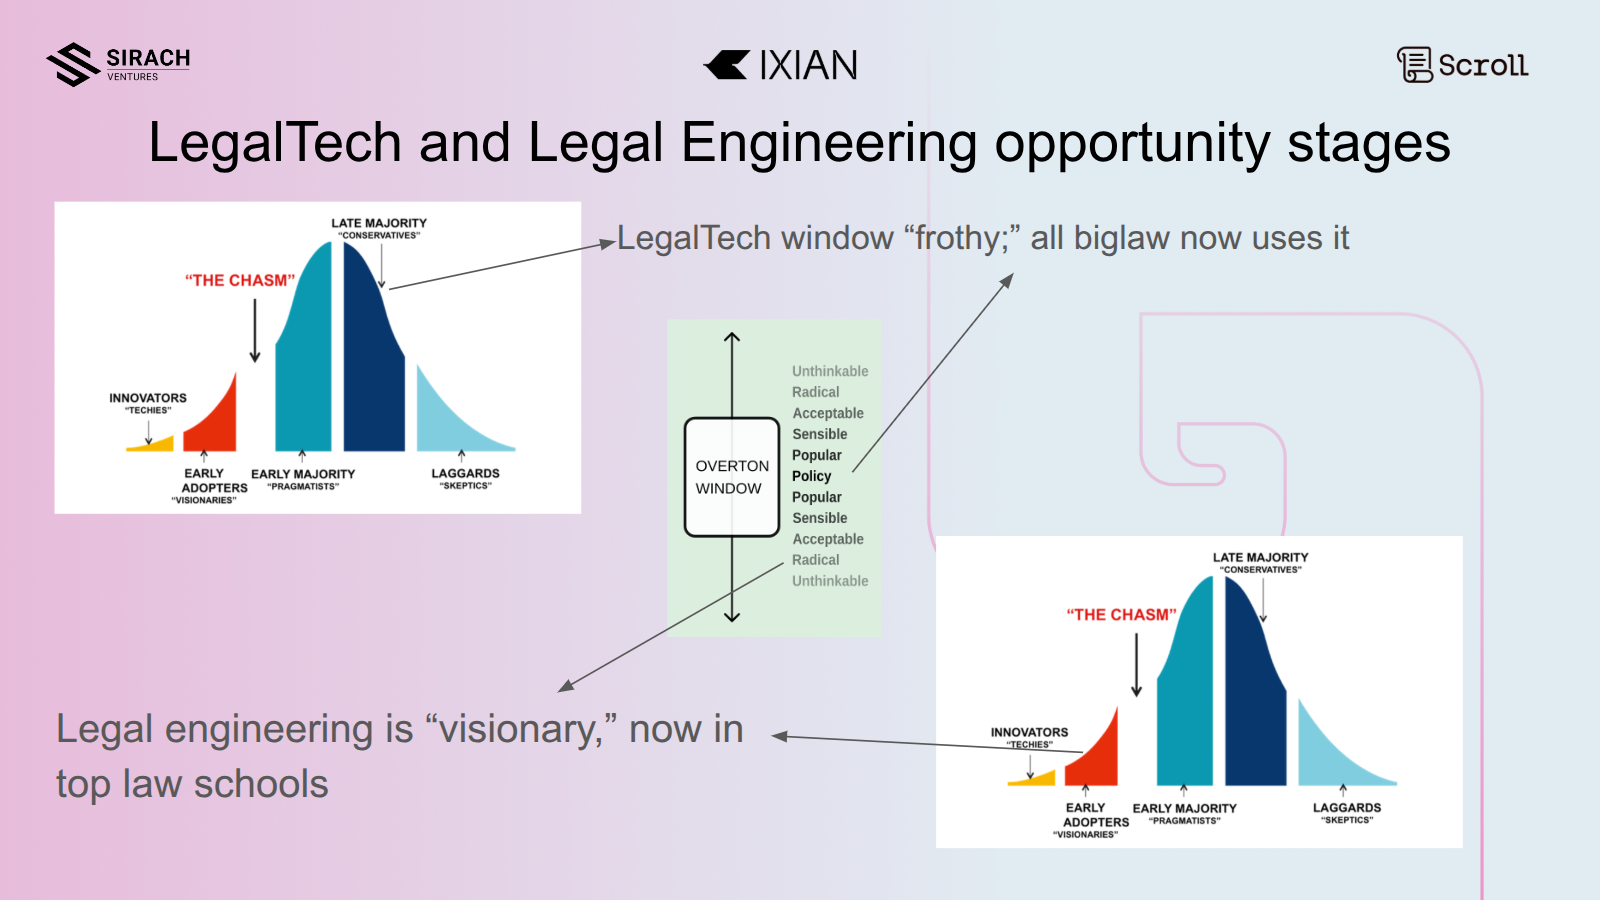 SIRACH
VENTURES
IXIAN
Scroll
LegalTech and Legal Engineering opportunity stages
LATE MAJORITY
“CONSERVATIVES”
“THE CHASM”
INNOVATORS
“TECHIES”
EARLY
ADOPTERS
“VISIONARIES”
EARLY MAJORITY
“PRAGMATISTS”
LAGGARDS
“SKEPTICS”
LegalTech window “frothy;” all biglaw now uses it
OVERTON
WINDOW
Unthinkable
Radical
Acceptable
Sensible
Popular
Policy
Popular
Sensible
Acceptable
Radical
Unthinkable
Legal engineering is “visionary,” now in
top law schools
LATE MAJORITY
“CONSERVATIVES”
“THE CHASM”
INNOVATORS
“TECHIES”
EARLY
ADOPTERS
“VISIONARIES”
EARLY MAJORITY
“PRAGMATISTS”
LAGGARDS
“SKEPTICS”